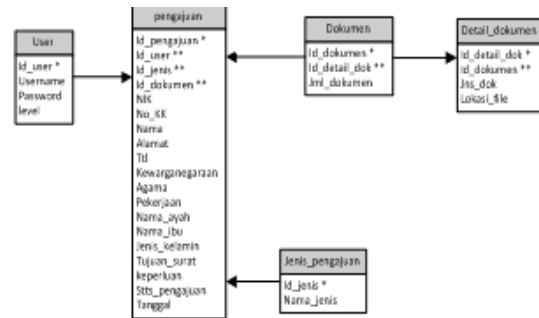 User
Id_user *
Username
Password
level
pengajuan
Id_pengajuan *
Id_user **
Id_jenis **
Id_dokumen **
NIK
No_KK
Nama
Alamat
Ttl
Kewarganegaraan
Agama
Pekerjaan
Nama_ayah
Nama_ibu
Jenis_kelamin
Tujuan_surat
keperluan
Stts_pengajuan
Tanggal
Dokumen
Id_dokumen *
Id_detail_dok **
Jml_dokumen
Detail_dokumen
Id_detail_dok *
Id_dokumen **
Jns_dok
Lokasi_file
Jenis_pengajuan
Id_jenis *
Nama_jenis